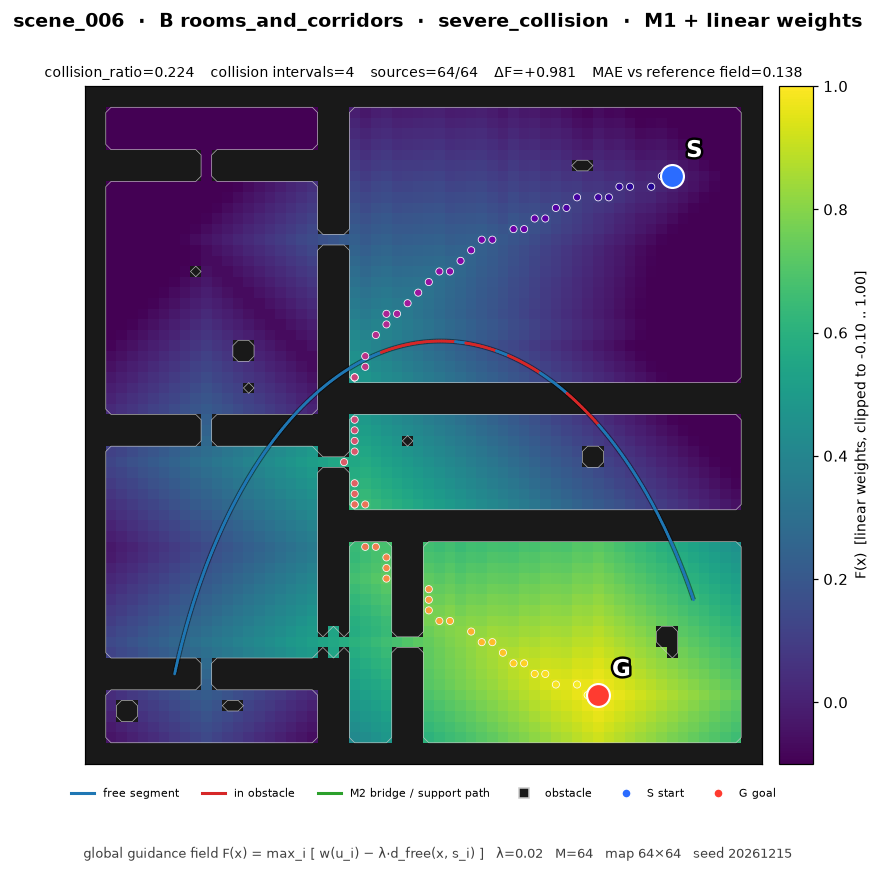 scene_006 · B rooms_and_corridors · severe_collision · M1 + linear weights
collision_ratio=0.224 collision intervals=4 sources=64/64 ΔF=+0.981 MAE vs reference field=0.138
S
G
1.0
0.8
0.6
0.4
0.2
0.0
F(x) [linear weights, clipped to -0.10 .. 1.00]
free segment
in obstacle
M2 bridge / support path
obstacle
S start
G goal
global guidance field F(x) = max_i [ w(u_i) − λ·d_free(x, s_i) ] λ=0.02 M=64 map 64×64 seed 20261215